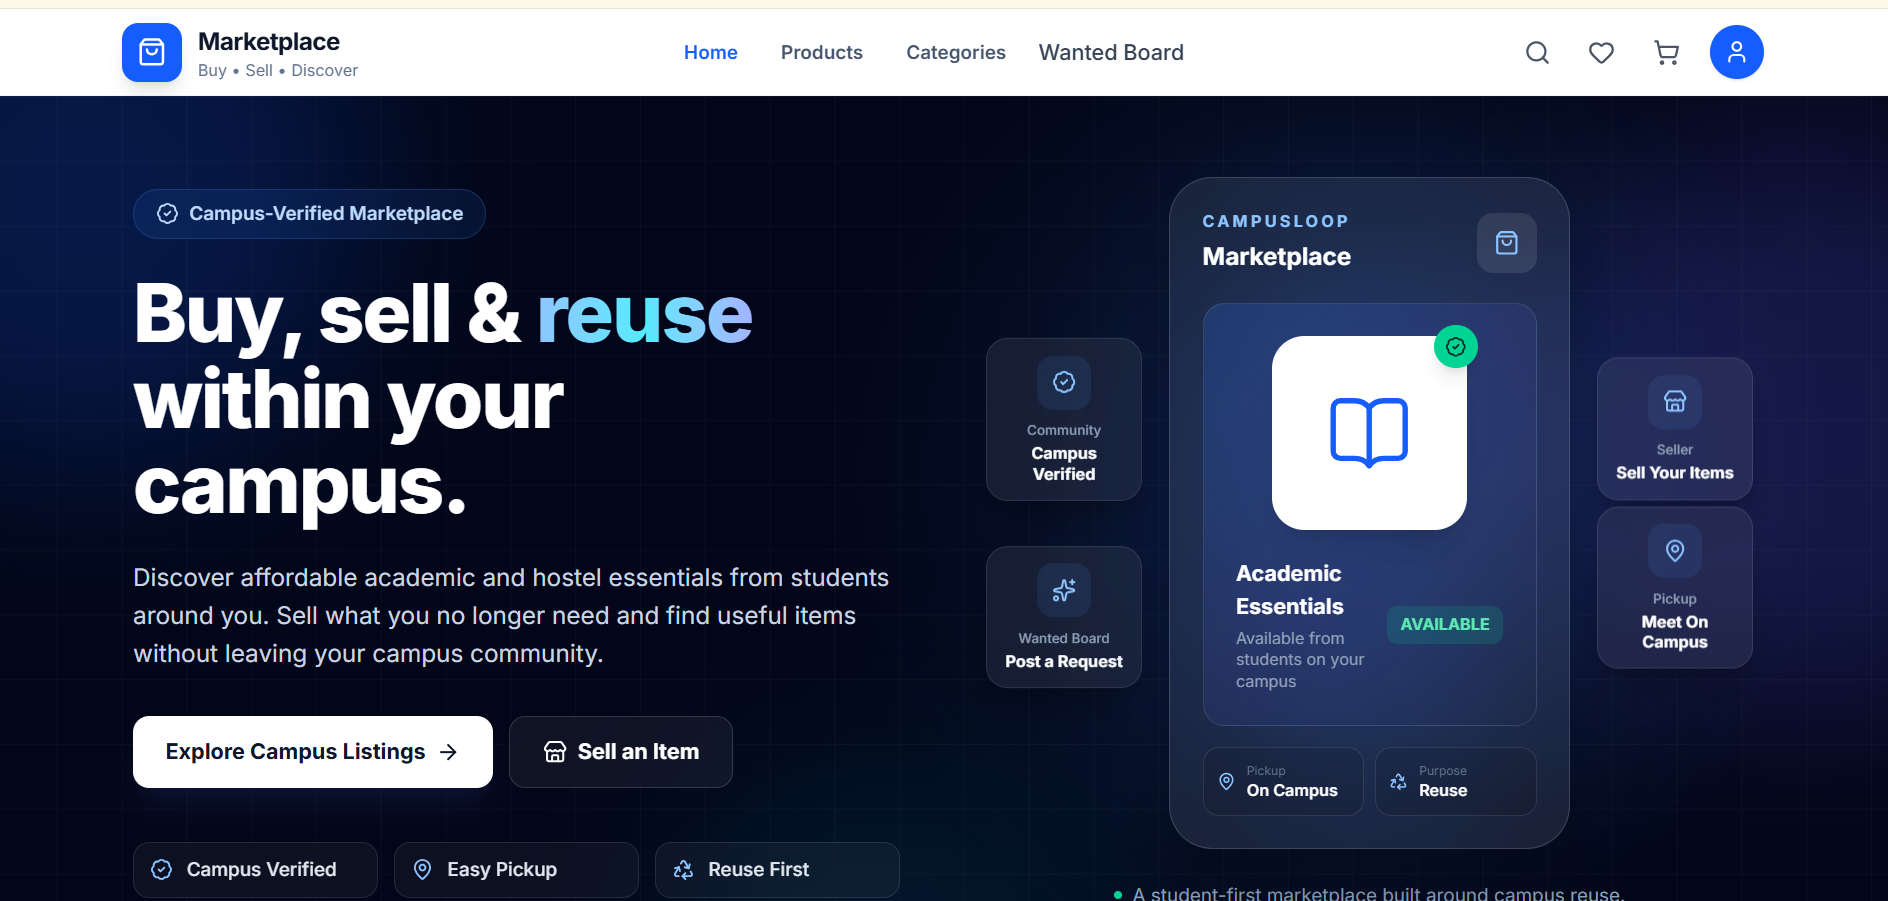 Marketplace
Buy • Sell • Discover
Home
Products
Categories
Wanted Board
Campus-Verified Marketplace
Buy, sell & reuse
within your
campus.
Discover affordable academic and hostel essentials from students
around you. Sell what you no longer need and find useful items
without leaving your campus community.
Explore Campus Listings
Sell an Item
Campus Verified
Easy Pickup
Reuse First
Community
Campus
Verified
Wanted Board
Post a Request
CAMPUSLOOP
Marketplace
Academic
Essentials
Available from
students on your
campus
AVAILABLE
Pickup
On Campus
Purpose
Reuse
Seller
Sell Your Items
Pickup
Meet On
Campus
A student-first marketplace built around campus reuse.